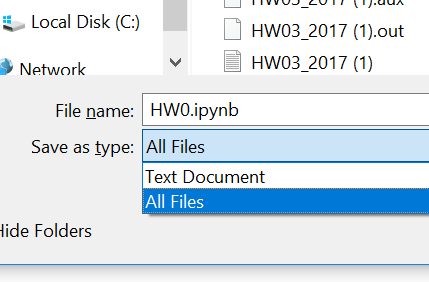 HW03_2017 (1).aux
Local Disk (C:)
HW03_2017 (1).out
Network
HW03_2017 (1)
File name: HW0.ipynb
Save as type: All Files
Text Document
All Files
Hide Folders